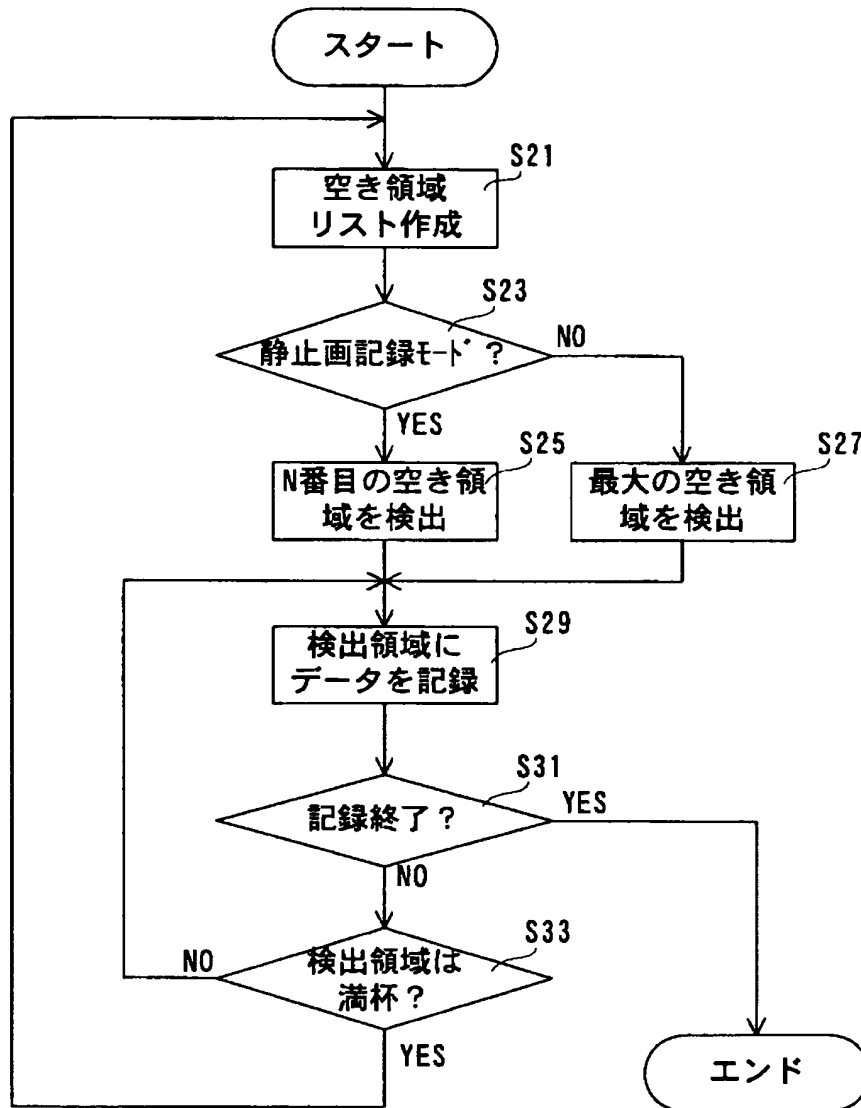 スタート
S21
空き領域
リスト作成
S23
静止画記録ﾓｰﾄﾞ？
NO
YES
S25
N番目の空き領
域を検出
S27
最大の空き領
域を検出
S29
検出領域に
データを記録
S31
記録終了？
YES
NO
S33
検出領域は
満杯？
NO
YES
エンド